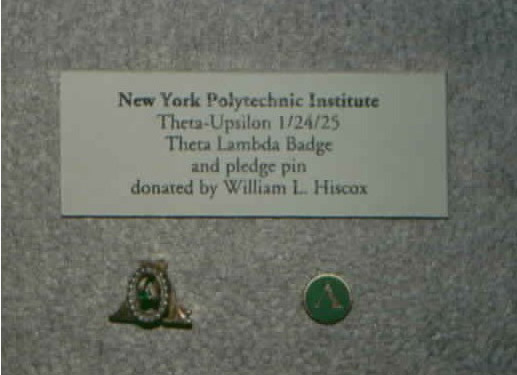 New York Polytechnic Institute
Theta-Upsilon 1/24/25
Theta Lambda Badge
and pledge pin
donated by William L. Hiscox
Λ